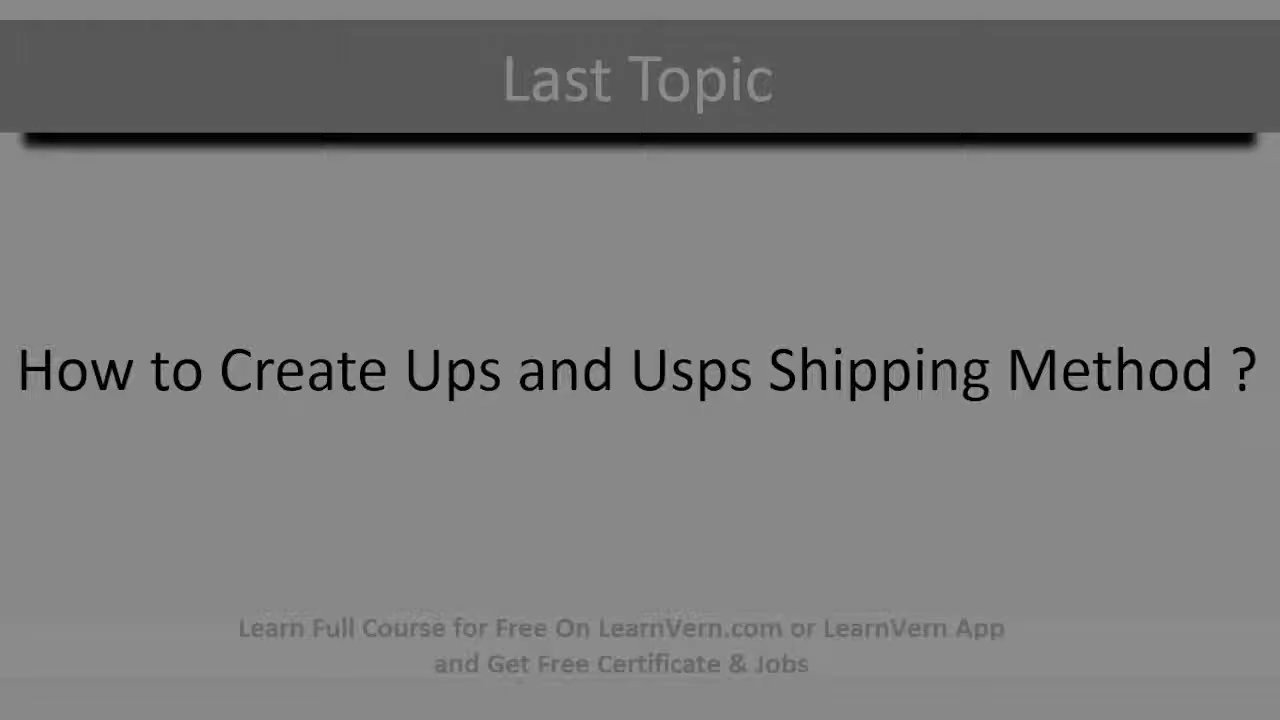 Last Topic
How to Create Ups and Usps Shipping Method ?
Learn Full Course for Free On LearnVern.com or LearnVern App
and Get Free Certificate & Jobs